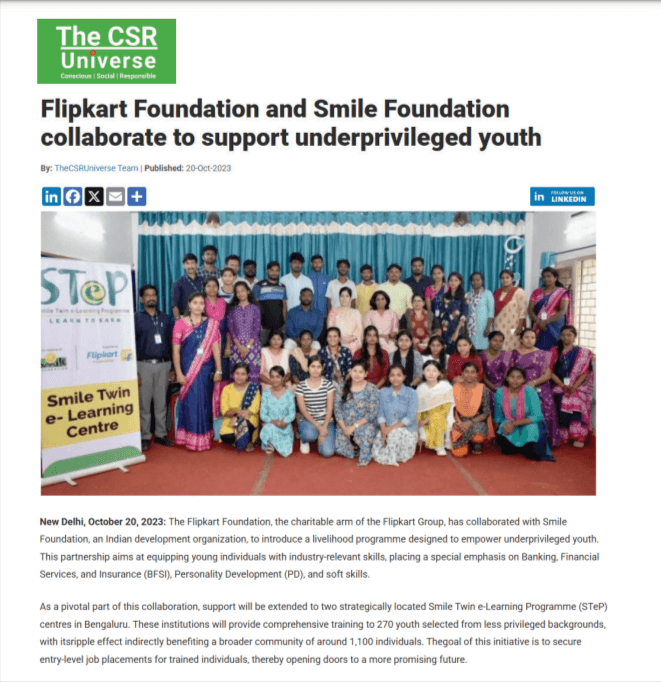 The CSR
Universe
Conscious | Social | Responsible
Flipkart Foundation and Smile Foundation
collaborate to support underprivileged youth
By: TheCSRUniverse Team | Published: 20-Oct-2023
in
FOLLOW US ON
in LINKEDIN
STeP
mile Twin e-Learning Programme
LEARN TO EARN
Flipkart
Smile Twin
e- Learning
Centre
New Delhi, October 20, 2023: The Flipkart Foundation, the charitable arm of the Flipkart Group, has collaborated with Smile
Foundation, an Indian development organization, to introduce a livelihood programme designed to empower underprivileged youth.
This partnership aims at equipping young individuals with industry-relevant skills, placing a special emphasis on Banking, Financial
Services, and Insurance (BFSI), Personality Development (PD), and soft skills.
As a pivotal part of this collaboration, support will be extended to two strategically located Smile Twin e-Learning Programme (STeP)
centres in Bengaluru. These institutions will provide comprehensive training to 270 youth selected from less privileged backgrounds,
with itsripple effect indirectly benefiting a broader community of around 1,100 individuals. Thegoal of this initiative is to secure
entry-level job placements for trained individuals, thereby opening doors to a more promising future.